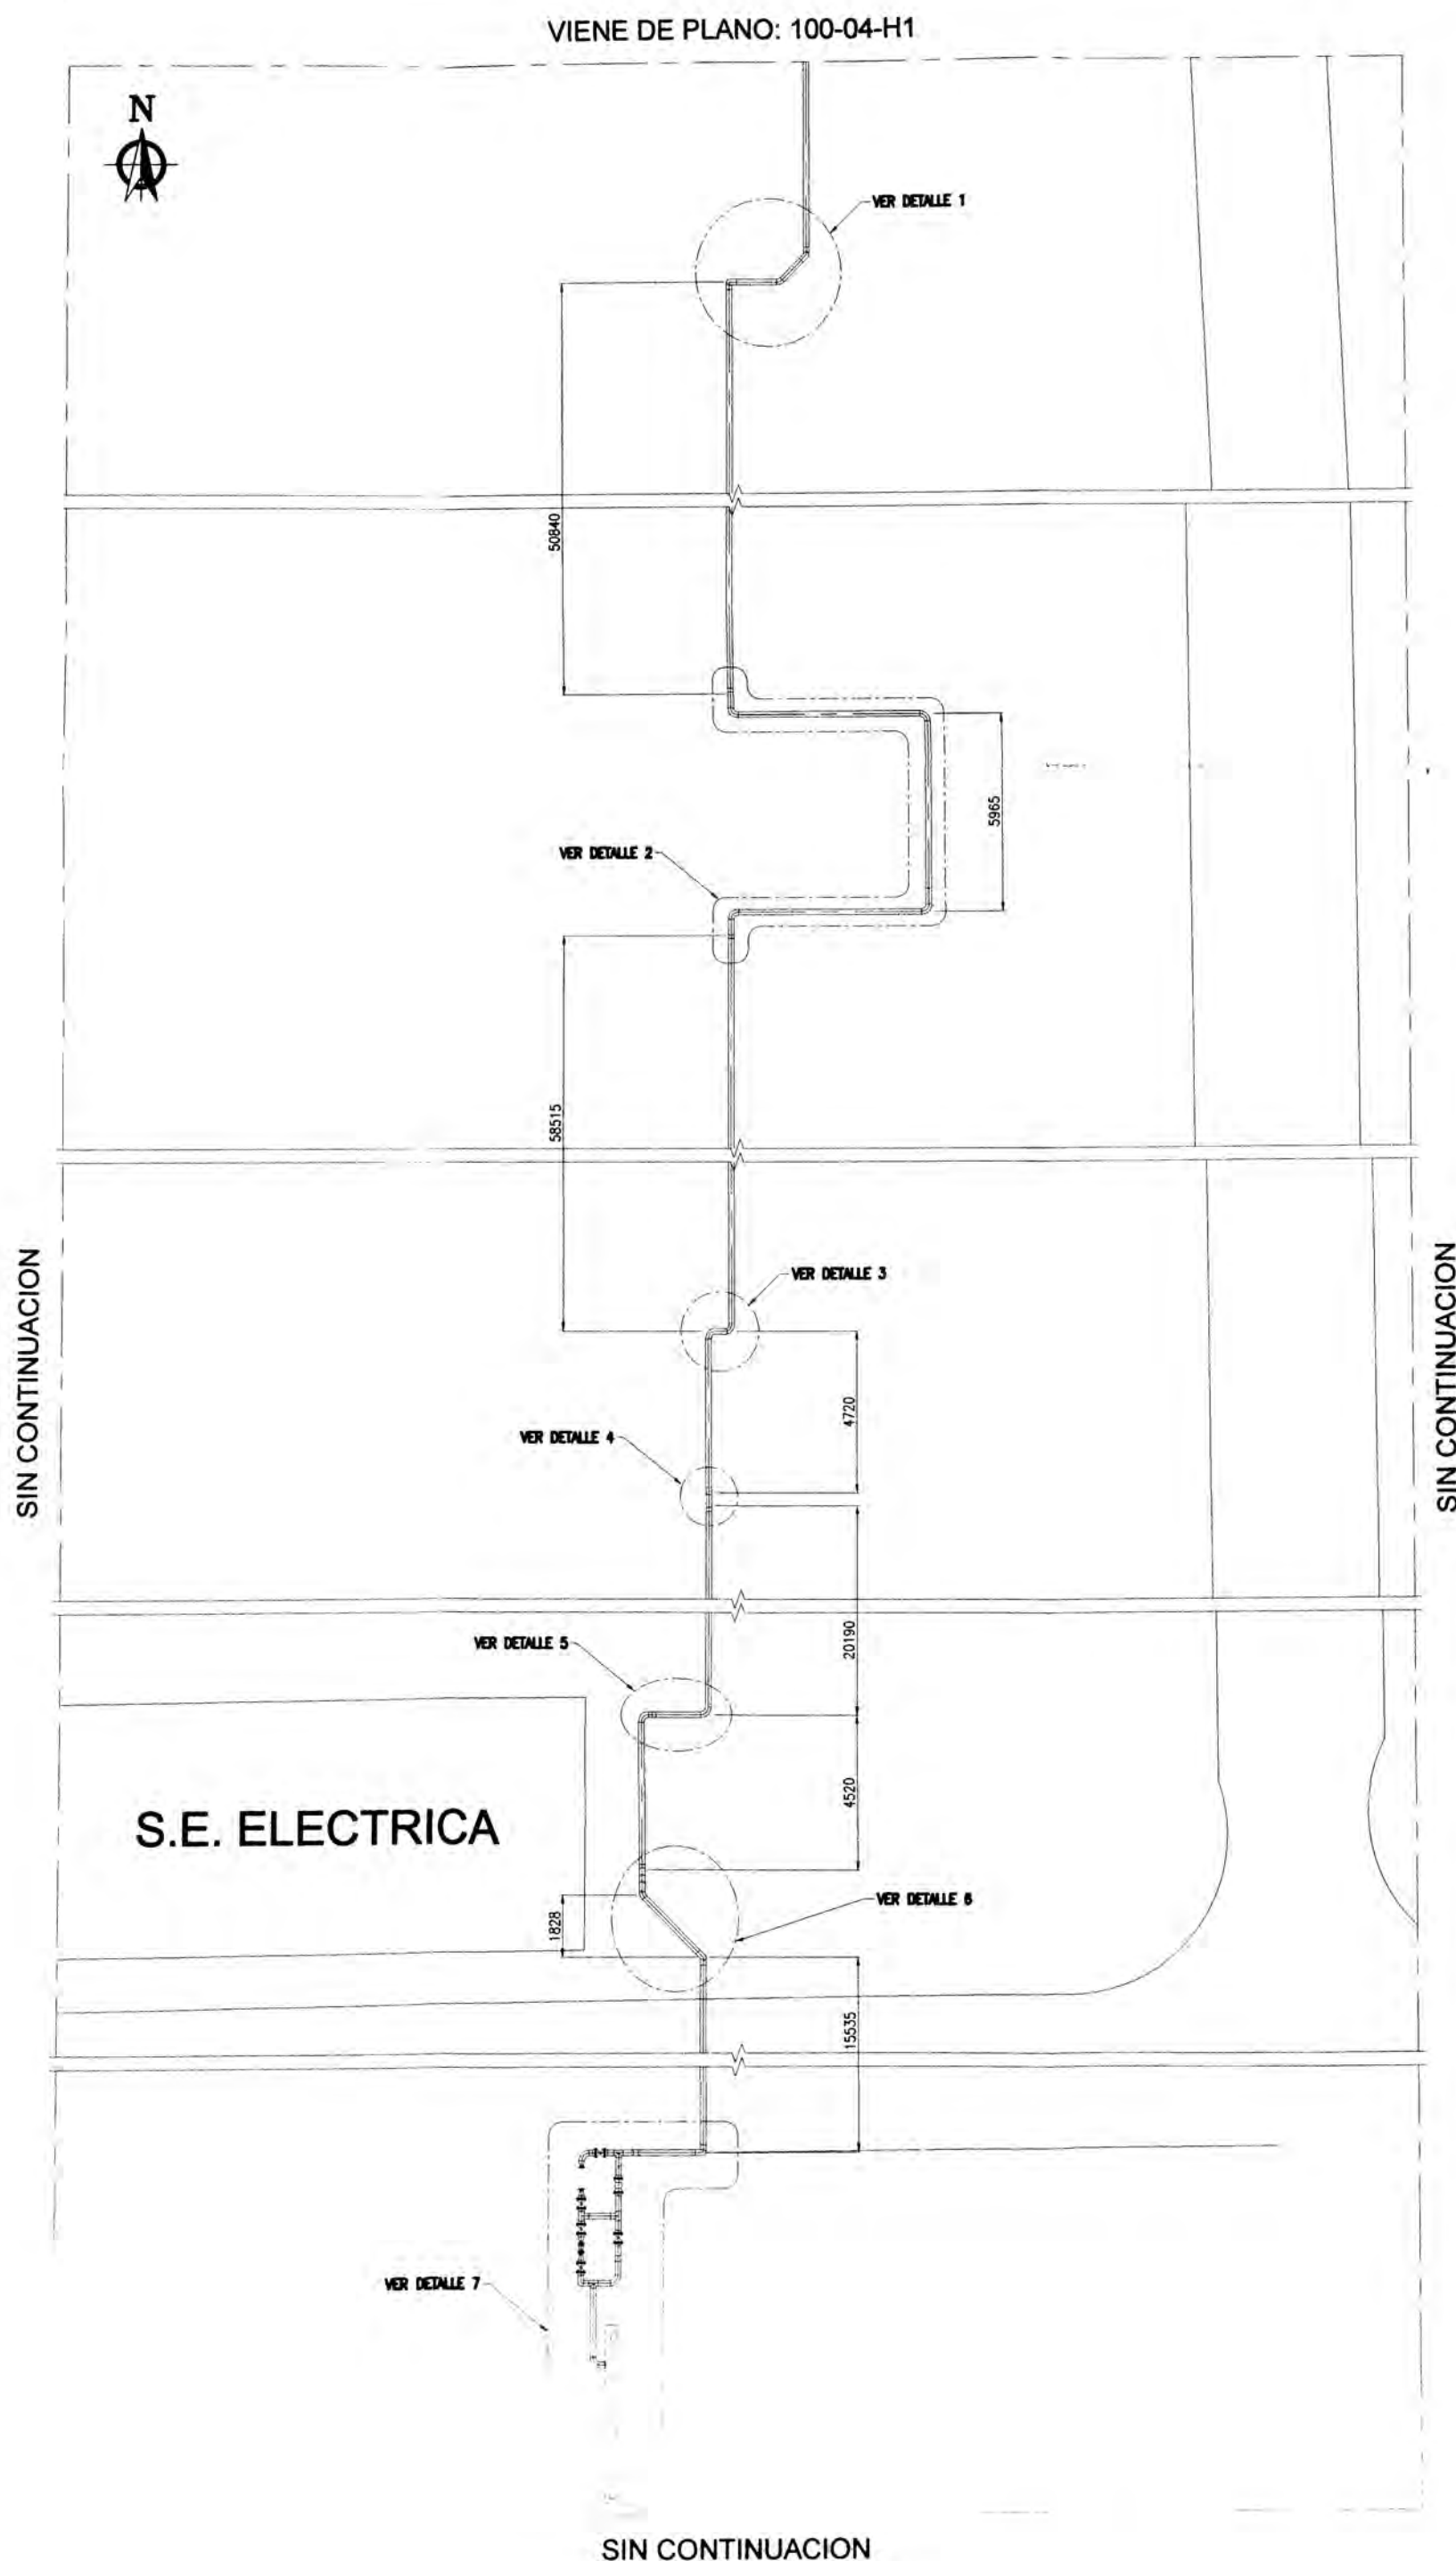 VIENE DE PLANO: 100-04-H1
N
VER DETALLE 1
50840
5965
VER DETALLE 2
58515
VER DETALLE 3
SIN CONTINUACION
SIN CONTINUACION
4720
VER DETALLE 4
20190
VER DETALLE 5
4520
S.E. ELECTRICA
VER DETALLE 6
1828
15535
VER DETALLE 7
SIN CONTINUACION